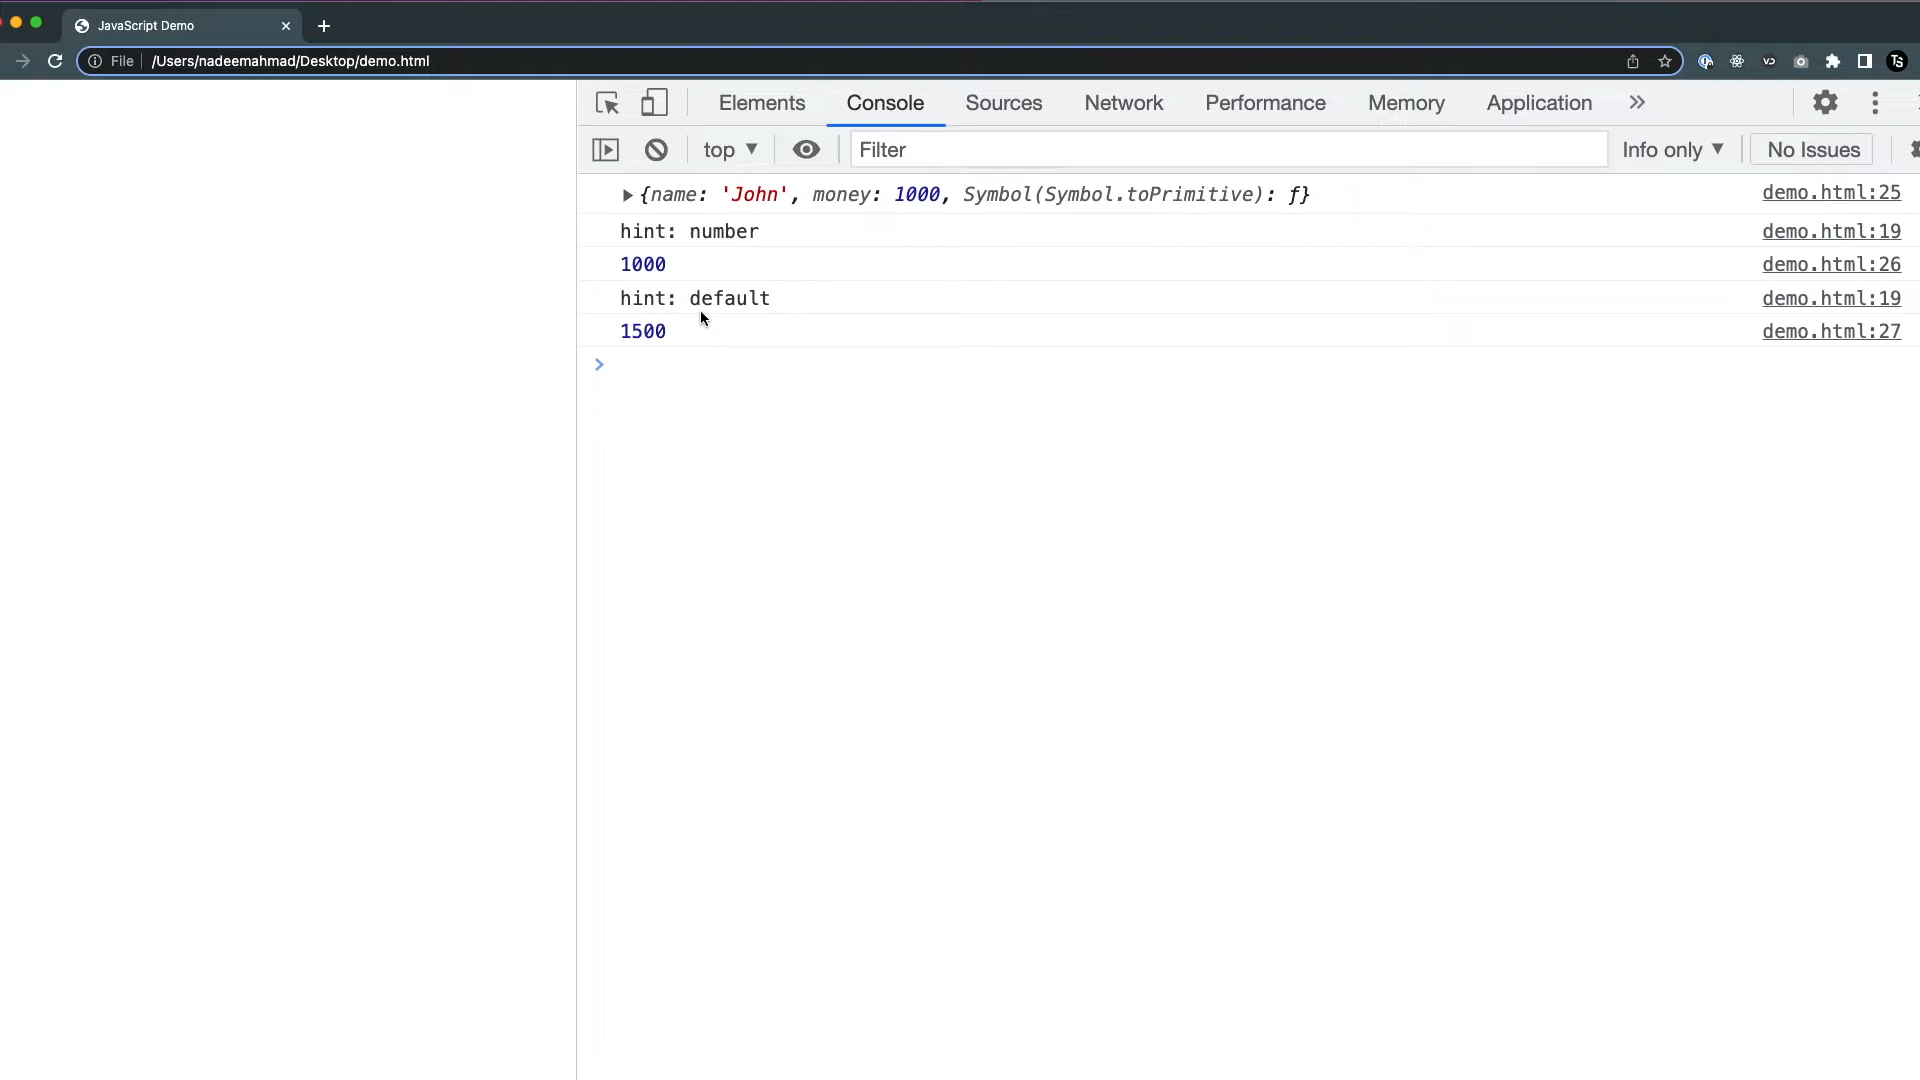 JavaScript Demo
File /Users/nadeemahmad/Desktop/demo.html
TS
Elements Console Sources Network Performance Memory Application
top Filter Info only No Issues
{name: 'John', money: 1000, Symbol(Symbol.toPrimitive): ƒ} demo.html:25
hint: number demo.html:19
1000 demo.html:26
hint: default demo.html:19
1500 demo.html:27